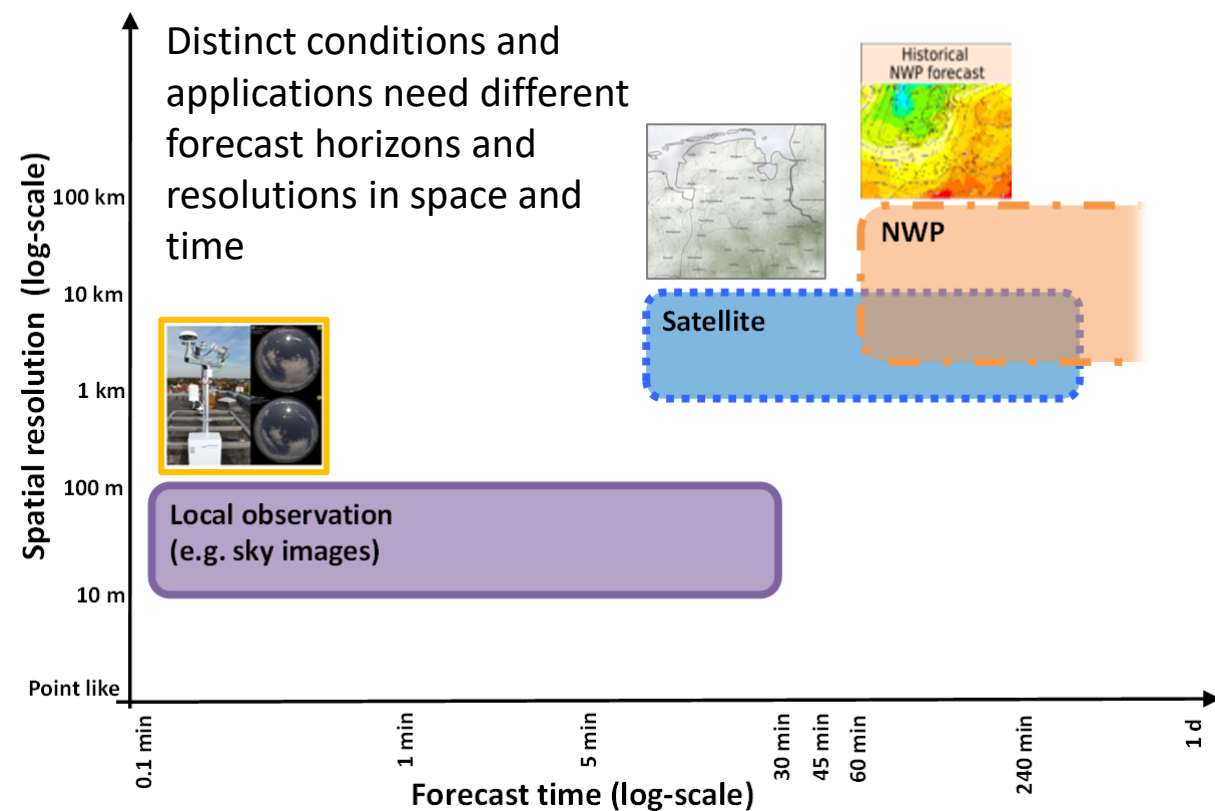 Distinct conditions and
applications need different
forecast horizons and
resolutions in space and
time
Historical
NWP forecast
Spatial resolution (log-scale)
100 km
10 km
1 km
100 m
10 m
Point like
NWP
Satellite
Local observation
(e.g. sky images)
0.1 min
1 min
5 min
30 min
45 min
60 min
240 min
1 d
Forecast time (log-scale)